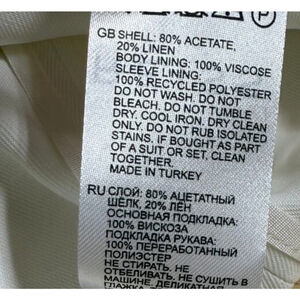 P
GB SHELL: 80% ACETATE,
20% LINEN
BODY LINING: 100% VISCOSE
SLEEVE LINING:
100% RECYCLED POLYESTER
DO NOT WASH. DO NOT
BLEACH. DO NOT TUMBLE
DRY. COOL IRON. DRY CLEAN
ONLY. DO NOT RUB ISOLATED
STAINS, IF BOUGHT AS PART
OF A SUIT OR SET, CLEAN
TOGETHER.
MADE IN TURKEY
RU СЛОЙ: 80% АЦЕТАТНЫЙ
ШЁЛК, 20% ЛЁН
ОСНОВНАЯ ПОДКЛАДКА:
100% ВИСКОЗА
ПОДКЛАДКА РУКАВА:
100% ПЕРЕРАБОТАННЫЙ
ПОЛИЭСТЕР
НЕ СТИРАТЬ. НЕ
ОТБЕЛИВАТЬ. НЕ СУШИТЬ В
МАШИНЕ. ДЕЛИКАТНАЯ